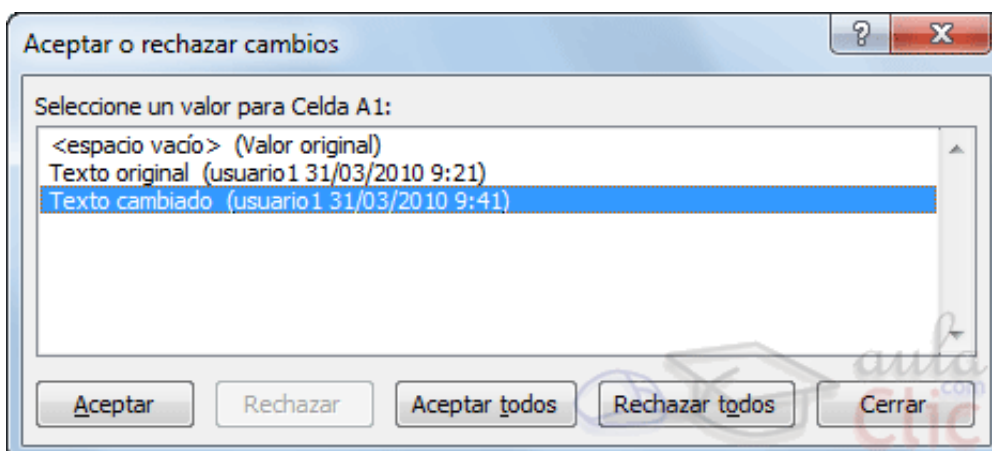 Aceptar o rechazar cambios
?
Seleccione un valor para Celda A1:
<espacio vacío> (Valor original)
Texto original (usuario1 31/03/2010 9:21)
Texto cambiado (usuario1 31/03/2010 9:41)
Aceptar Rechazar Aceptar todos Rechazar todos Cerrar
aula
Clic
.com